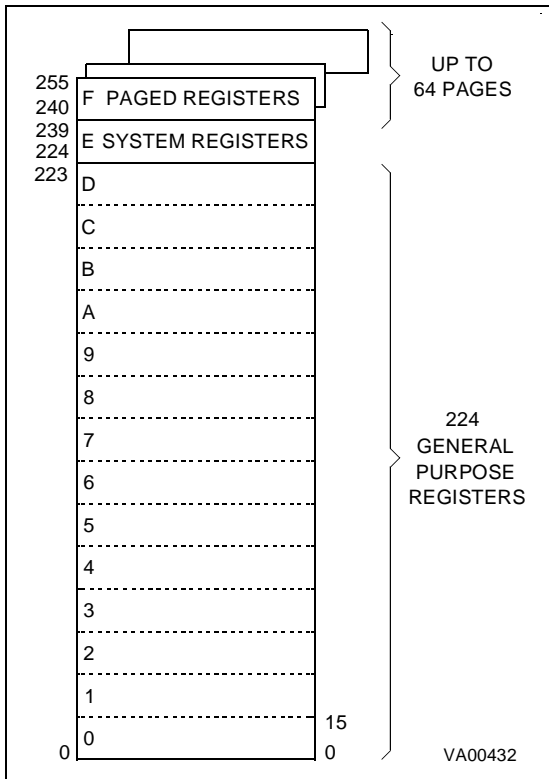 UP TO
64 PAGES
255
F PAGED REGISTERS
240
239
E SYSTEM REGISTERS
224
223
D
C
B
A
9
8
7
6
5
4
3
2
1
0
224
GENERAL
PURPOSE
REGISTERS
15
0
0
VA00432